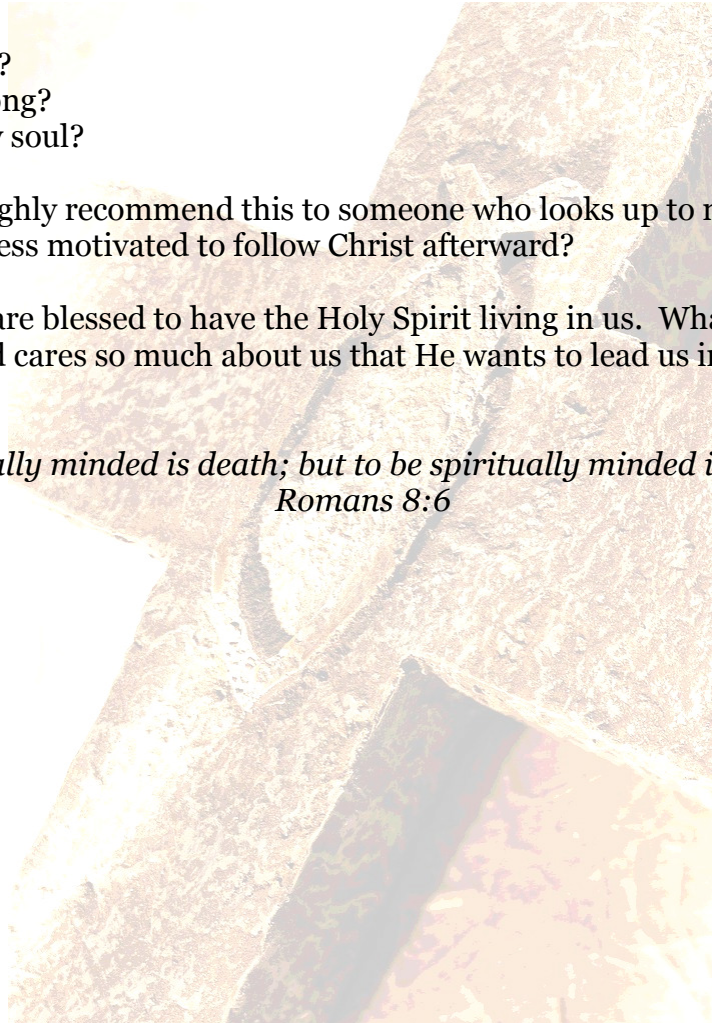 ?
ong?
y soul?
ghly recommend this to someone who looks up to
ess motivated to follow Christ afterward?
are blessed to have the Holy Spirit living in us.  Wha
d cares so much about us that He wants to lead us in
ally minded is death; but to be spiritually minded i
Romans 8:6